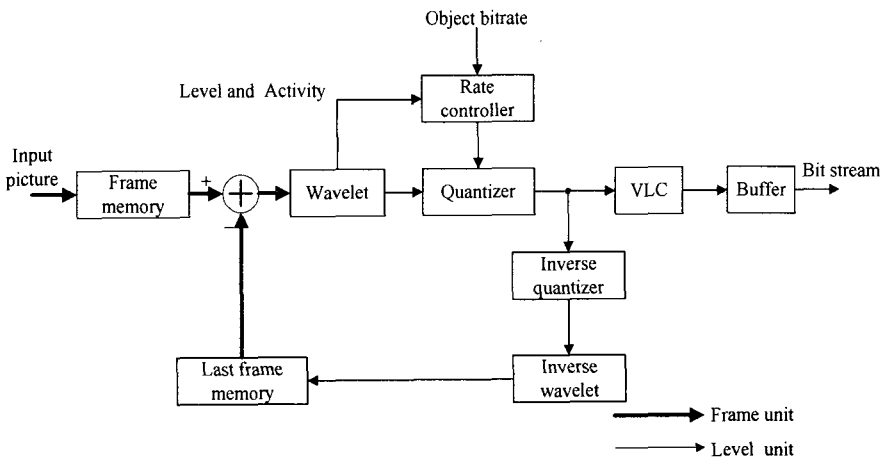 Object bitrate
Level and Activity
Rate
controller
Input
picture
Frame
memory
+
Wavelet
Quantizer
VLC
Buffer
Bit stream
−
Inverse
quantizer
Last frame
memory
Inverse
wavelet
Frame unit
Level unit